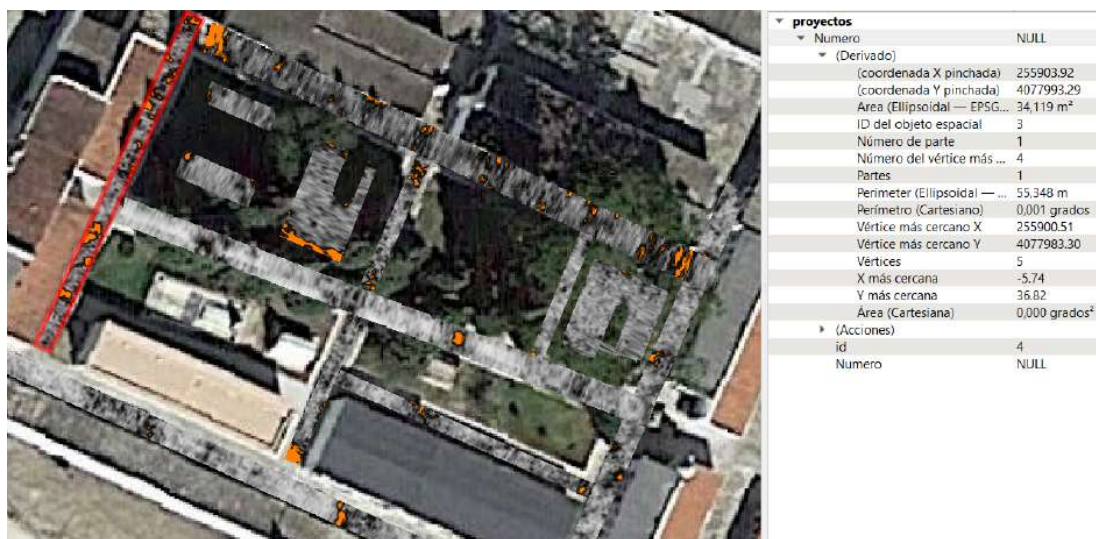 proyectos
Numero NULL
(Derivado)
(coordenada X pinchada) 255903.92
(coordenada Y pinchada) 4077993.29
Área (Ellipsoidal — EPSG... 34,119 m²
ID del objeto espacial 3
Número de parte 1
Número del vértice más ... 4
Partes 1
Perimeter (Ellipsoidal — ... 55,348 m
Perímetro (Cartesiano) 0,001 grados
Vértice más cercano X 255900.51
Vértice más cercano Y 4077983.30
Vértices 5
X más cercana -5.74
Y más cercana 36.82
Área (Cartesiana) 0,000 grados²
(Acciones)
id 4
Numero NULL